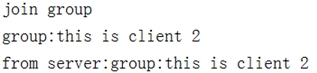 join group
group:this is client 2
from server:group:this is client 2